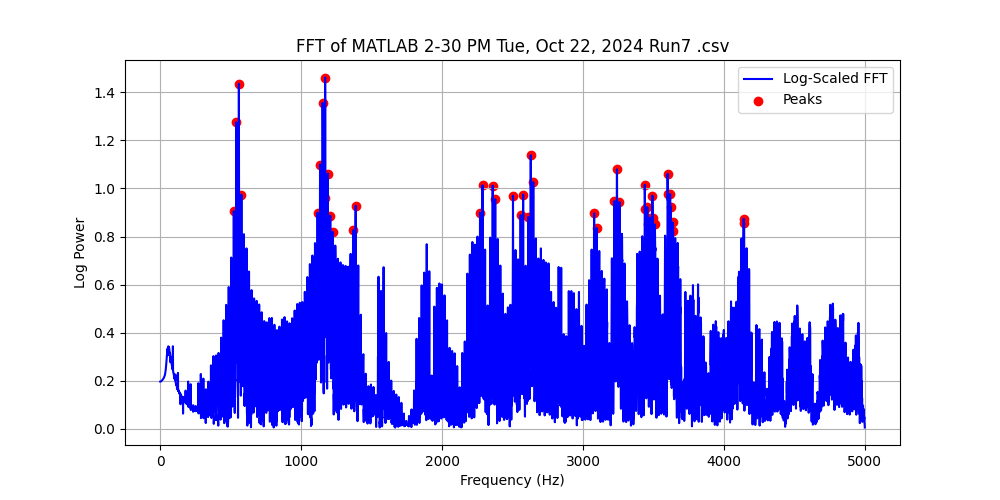 FFT of MATLAB 2-30 PM Tue, Oct 22, 2024 Run7 .csv
Log-Scaled FFT
Peaks
1.4
1.2
1.0
0.8
0.6
0.4
0.2
0.0
Log Power
0 1000 2000 3000 4000 5000
Frequency (Hz)